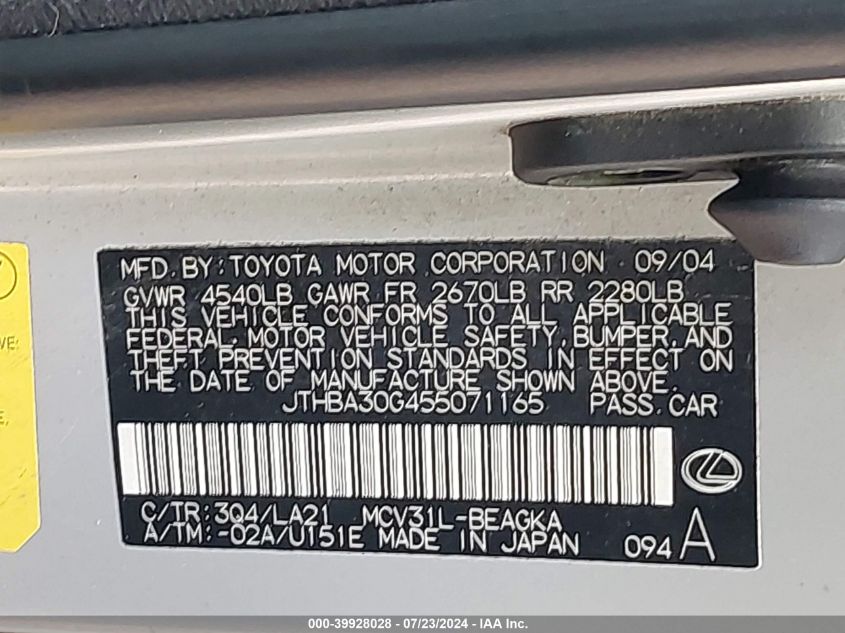 MFD. BY: TOYOTA MOTOR CORPORATION 09/04
GVWR 4540LB GAWR FR 2670LB RR 2280LB
THIS VEHICLE CONFORMS TO ALL APPLICABLE
FEDERAL MOTOR VEHICLE SAFETY, BUMPER, AND
THEFT PREVENTION STANDARDS IN EFFECT ON
THE DATE OF MANUFACTURE SHOWN ABOVE.
JTHBA30G455071165 PASS. CAR
C/TR: 3Q4/LA21 MCV31L-BEAGKA
A/TM: -02A/U151E MADE IN JAPAN 094 A
000-39928028 - 07/23/2024 - IAA Inc.